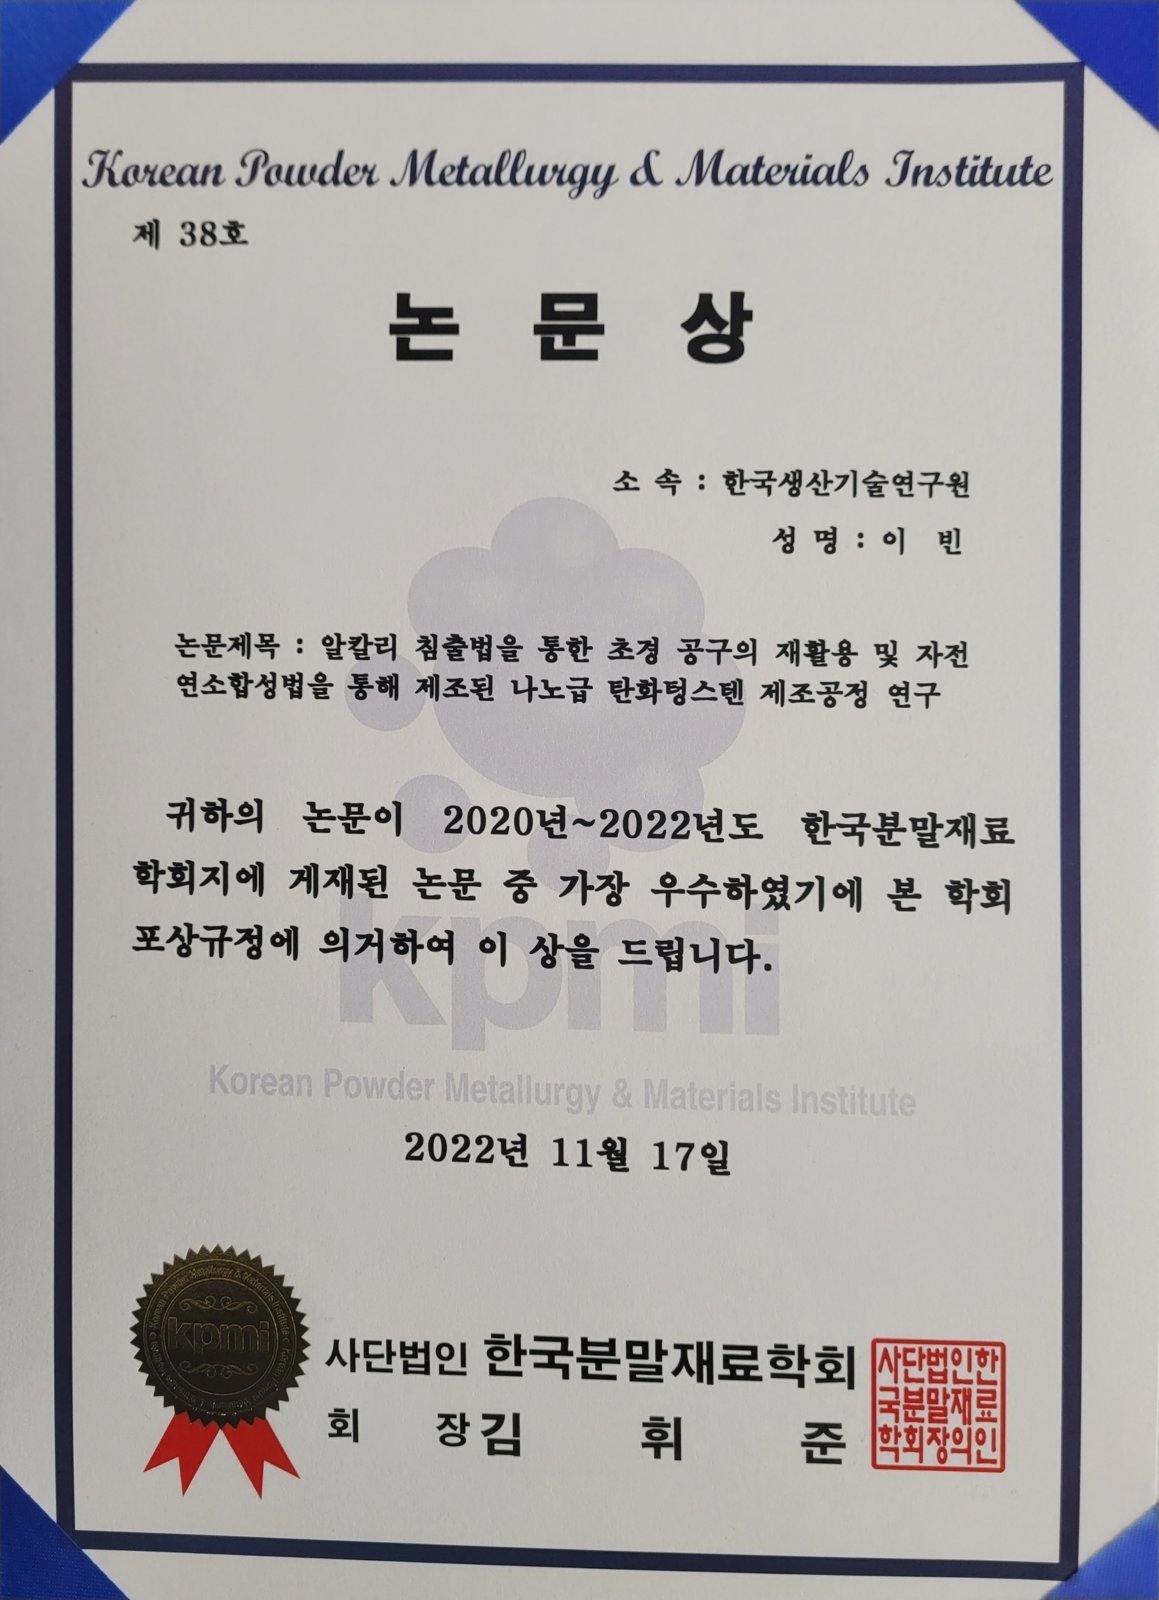 Korean Powder Metallurgy & Materials Institute
제 38호
논 문 상
소 속 : 한국생산기술연구원
성 명 : 이 빈
논문제목 : 알칼리 침출법을 통한 초경 공구의 재활용 및 자전
연소합성법을 통해 제조된 나노급 탄화텅스텐 제조공정 연구
귀하의 논문이 2020년~2022년도 한국분말재료
학회지에 게재된 논문 중 가장 우수하였기에 본 학회
포상규정에 의거하여 이 상을 드립니다.
kpmi
Korean Powder Metallurgy & Materials Institute
2022년 11월 17일
kpmi
사단법인 한국분말재료학회
회 장 김 휘 준
사단법인한
국분말재료
학회장의인